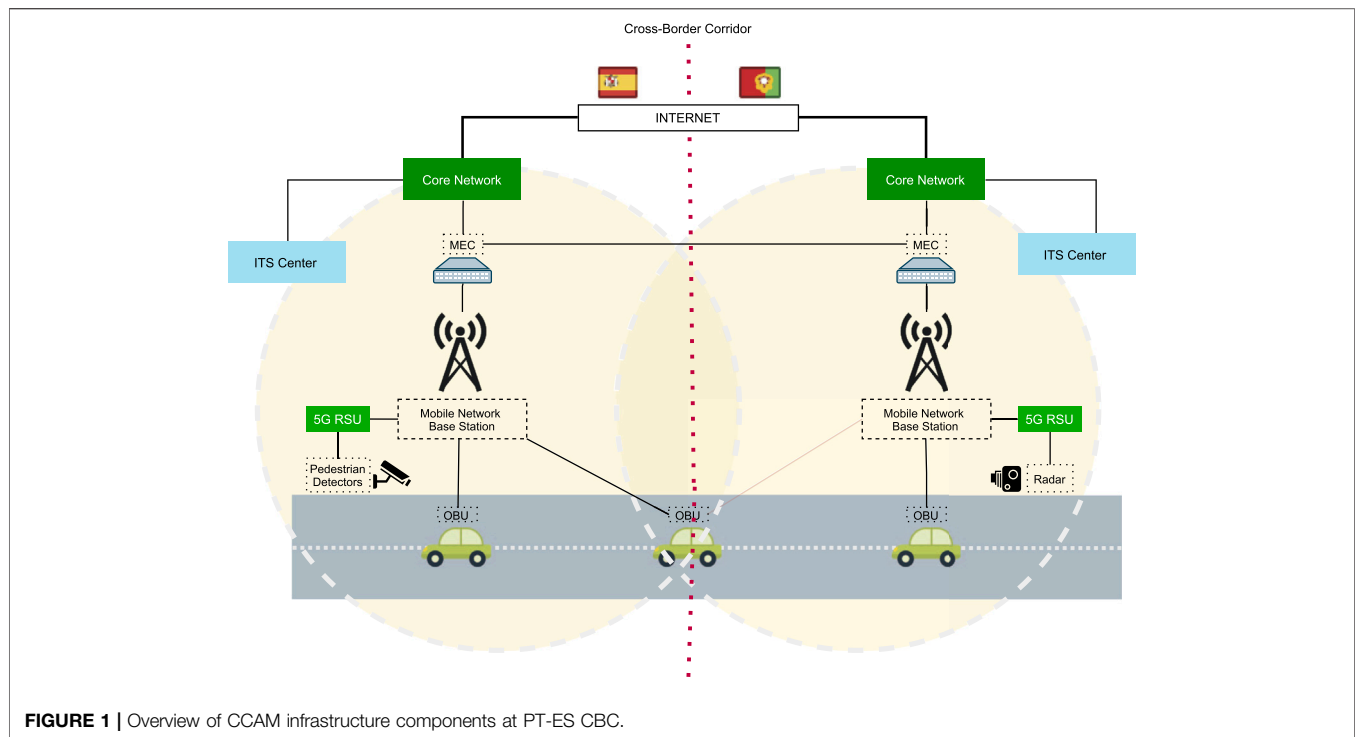 Cross-Border Corridor
INTERNET
Core Network
Core Network
MEC
MEC
ITS Center
ITS Center
5G RSU
Mobile Network
Base Station
Mobile Network
Base Station
5G RSU
Pedestrian
Detectors
Radar
OBU
OBU
OBU
FIGURE 1 | Overview of CCAM infrastructure components at PT-ES CBC.